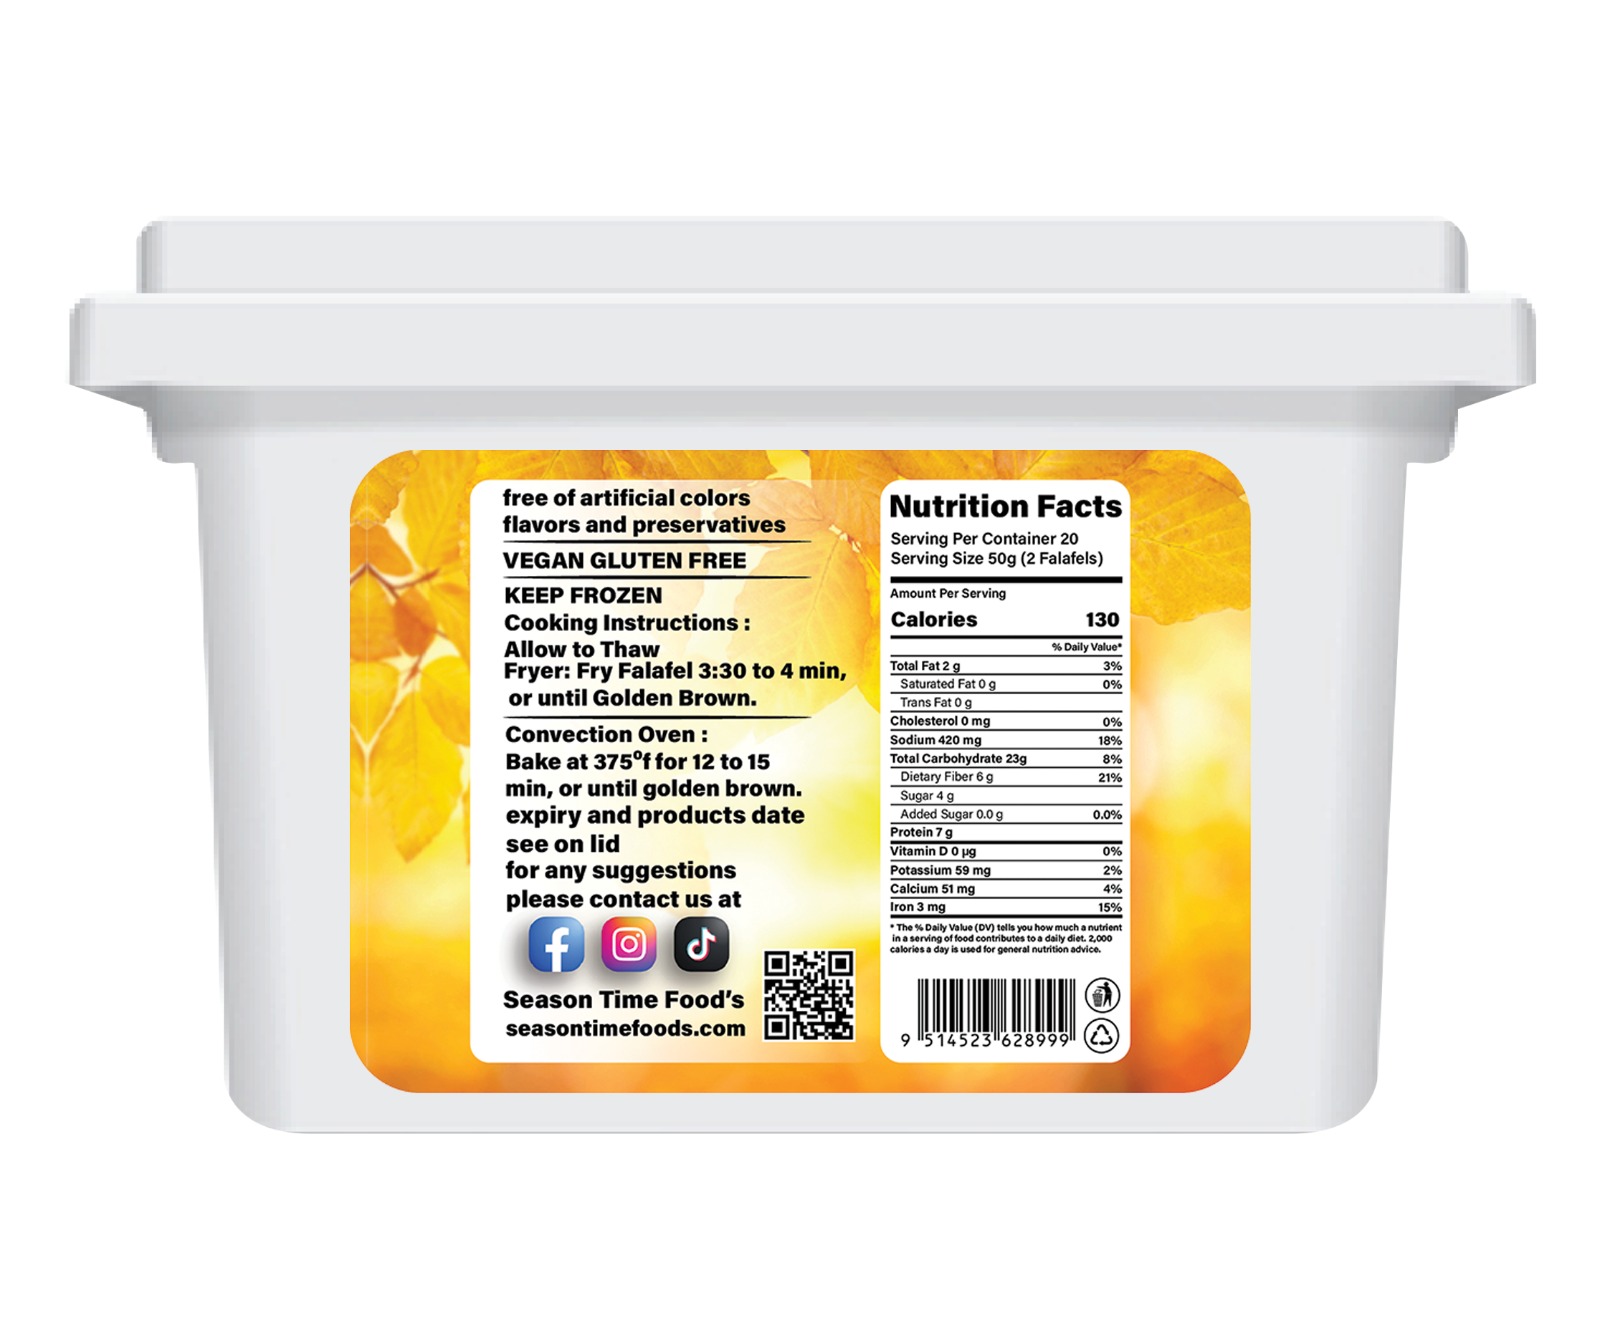 free of artificial colors
flavors and preservatives
VEGAN GLUTEN FREE
KEEP FROZEN
Cooking Instructions :
Allow to Thaw
Fryer: Fry Falafel 3:30 to 4 min,
or until Golden Brown.
Convection Oven :
Bake at 375ºf for 12 to 15
min, or until golden brown.
expiry and products date
see on lid
for any suggestions
please contact us at
Season Time Food's
seasontimefoods.com
Nutrition Facts
Serving Per Container 20
Serving Size 50g (2 Falafels)
Amount Per Serving
Calories 130
% Daily Value*
Total Fat 2 g 3%
Saturated Fat 0 g 0%
Trans Fat 0 g
Cholesterol 0 mg 0%
Sodium 420 mg 18%
Total Carbohydrate 23g 8%
Dietary Fiber 6 g 21%
Sugar 4 g
Added Sugar 0.0 g 0.0%
Protein 7 g
Vitamin D 0 µg 0%
Potassium 59 mg 2%
Calcium 51 mg 4%
Iron 3 mg 15%
* The % Daily Value (DV) tells you how much a nutrient
in a serving of food contributes to a daily diet. 2,000
calories a day is used for general nutrition advice.
9 514523 628999